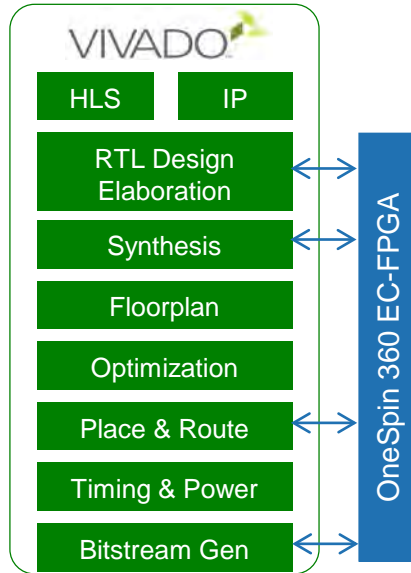 VIVADO
HLS
IP
RTL Design
Elaboration
Synthesis
Floorplan
Optimization
Place & Route
Timing & Power
Bitstream Gen
OneSpin 360 EC-FPGA